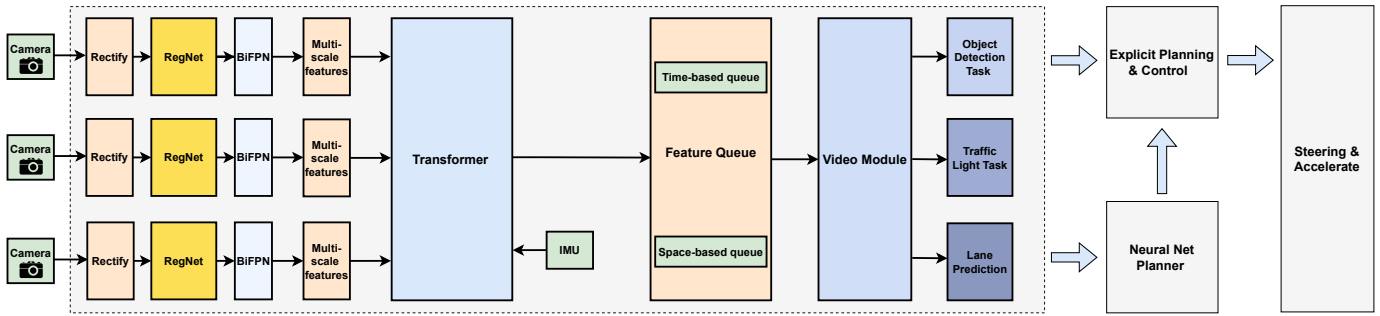 Camera
Rectify
RegNet
BiFPN
Multi-
scale
features
Camera
Rectify
RegNet
BiFPN
Multi-
scale
features
Camera
Rectify
RegNet
BiFPN
Multi-
scale
features
Transformer
IMU
Time-based queue
Feature Queue
Space-based queue
Video Module
Object
Detection
Task
Traffic
Light Task
Lane
Prediction
Explicit Planning
& Control
Neural Net
Planner
Steering &
Accelerate